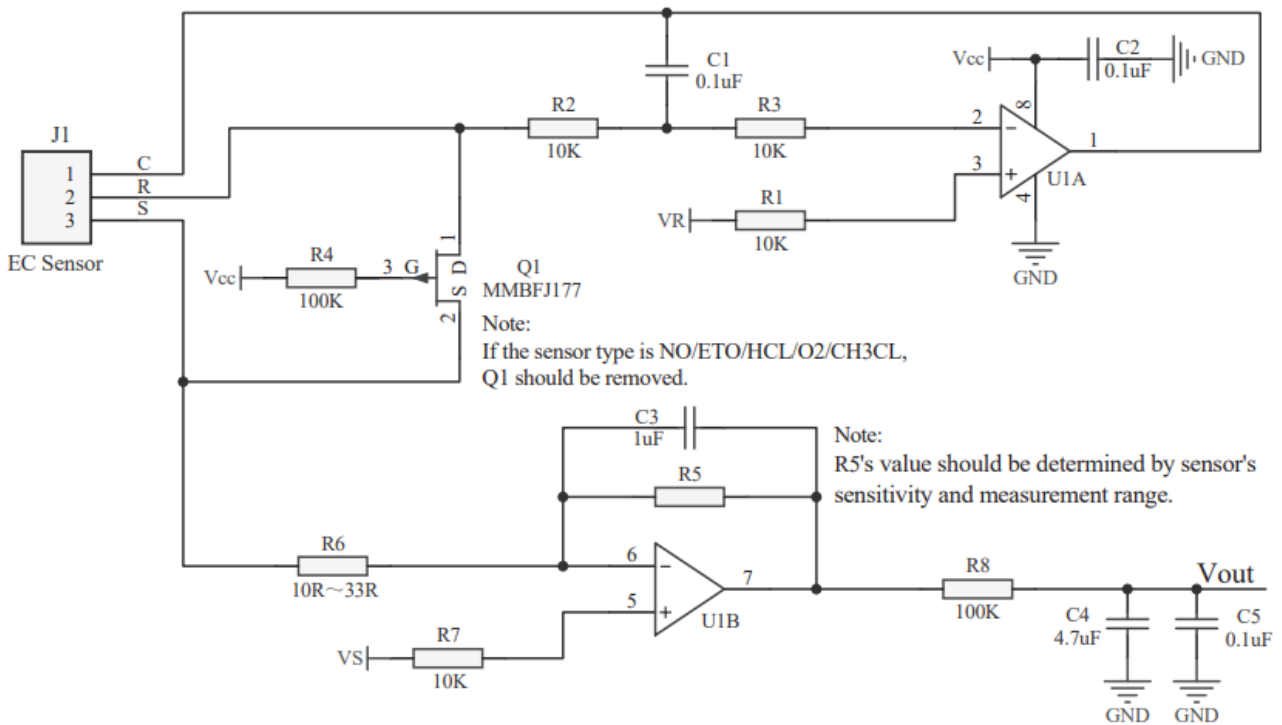 C1
0.1uF
Vcc
C2
0.1uF
GND
R2
10K
R3
10K
8
2
3
1
4
U1A
GND
J1
1
2
3
C
R
S
EC Sensor
VR
R1
10K
Vcc
R4
100K
3 G
1
D
S
2
Q1
MMBFJ177
Note:
If the sensor type is NO/ETO/HCL/O2/CH3CL,
Q1 should be removed.
C3
1uF
R5
Note:
R5's value should be determined by sensor's
sensitivity and measurement range.
R6
10R～33R
6
5
7
U1B
VS
R7
10K
R8
100K
Vout
C4
4.7uF
C5
0.1uF
GND
GND